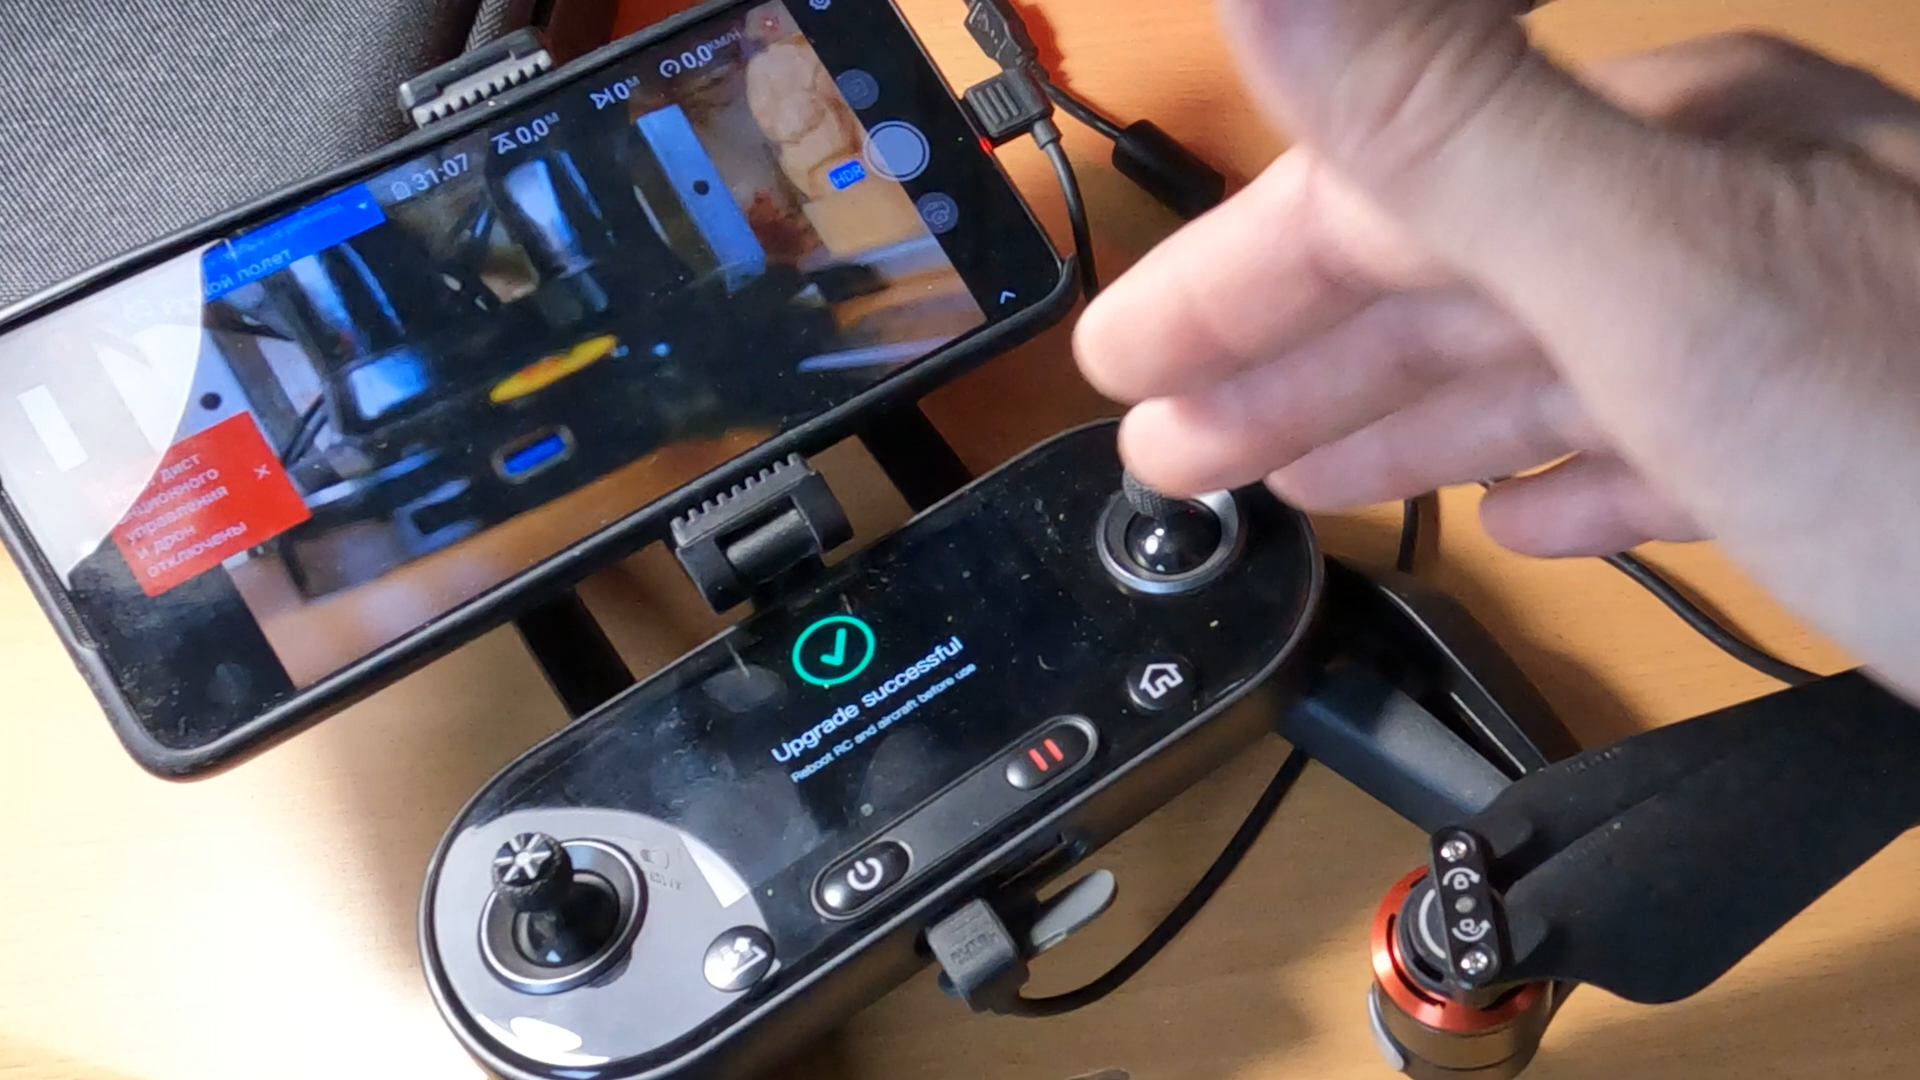 31:07
0,0м
0м
0,0км/н
ой полет
HDR
дист
нционного
управления
и дрон
отключены
Upgrade successful
Reboot RC and aircraft before use